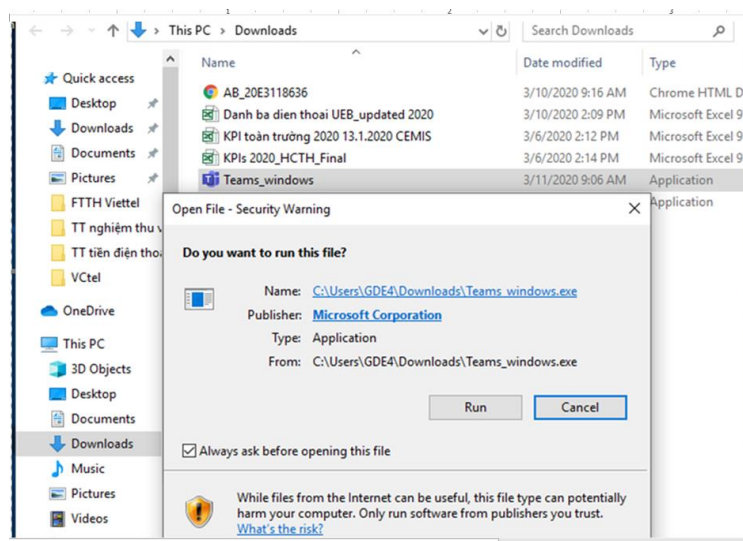 1 2 3
This PC > Downloads
Search Downloads
Name Date modified Type
Quick access
Desktop
Downloads
Documents
Pictures
FTTH Viettel
TT nghiệm thu
TT tiền điện tho
VCtel
OneDrive
This PC
3D Objects
Desktop
Documents
Downloads
Music
Pictures
Videos
AB_20E3118636 3/10/2020 9:16 AM Chrome HTML D
Danh ba dien thoai UEB_updated 2020 3/10/2020 2:09 PM Microsoft Excel 9
KPI toàn trường 2020 13.1.2020 CEMIS 3/6/2020 2:12 PM Microsoft Excel 9
KPIs 2020_HCTH_Final 3/6/2020 2:14 PM Microsoft Excel 9
Teams_windows 3/11/2020 9:06 AM Application
Application
Open File - Security Warning
Do you want to run this file?
Name: C:\Users\GDE4\Downloads\Teams_windows.exe
Publisher: Microsoft Corporation
Type: Application
From: C:\Users\GDE4\Downloads\Teams_windows.exe
Run Cancel
Always ask before opening this file
While files from the Internet can be useful, this file type can potentially
harm your computer. Only run software from publishers you trust.
What's the risk?